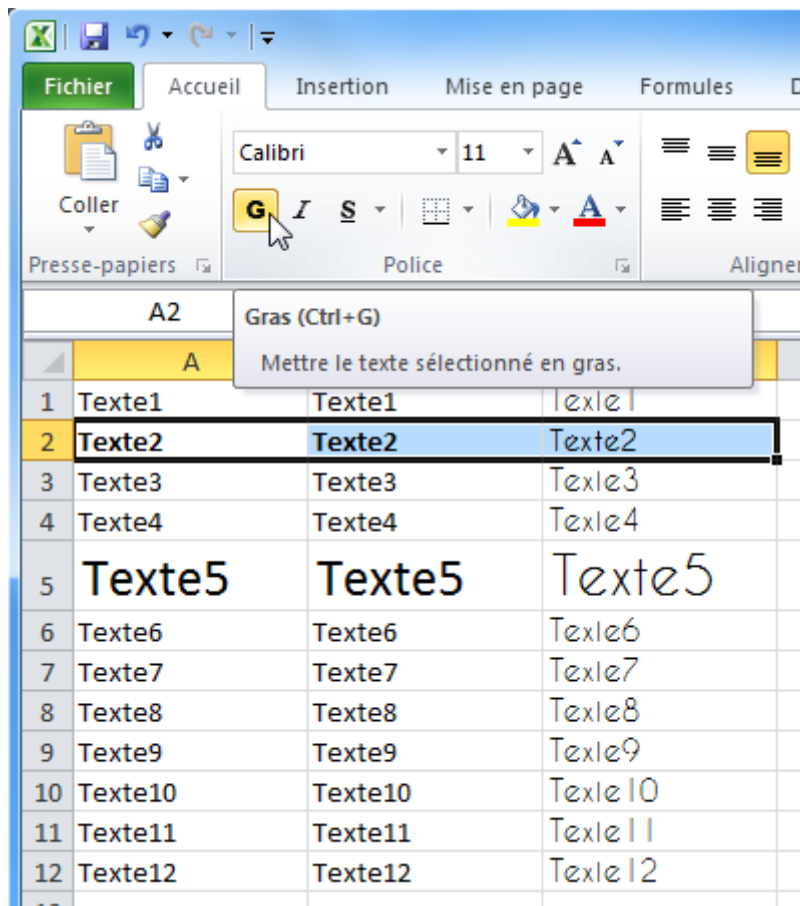 Fichier Accueil Insertion Mise en page Formules D
Calibri 11 A A
Coller G I S A
Presse-papiers Police Aligner
A2
Gras (Ctrl+G)
Mettre le texte sélectionné en gras.
A
1 Texte1 Texte1 Texte1
2 Texte2 Texte2 Texte2
3 Texte3 Texte3 Texte3
4 Texte4 Texte4 Texte4
5 Texte5 Texte5 Texte5
6 Texte6 Texte6 Texte6
7 Texte7 Texte7 Texte7
8 Texte8 Texte8 Texte8
9 Texte9 Texte9 Texte9
10 Texte10 Texte10 Texte10
11 Texte11 Texte11 Texte11
12 Texte12 Texte12 Texte12